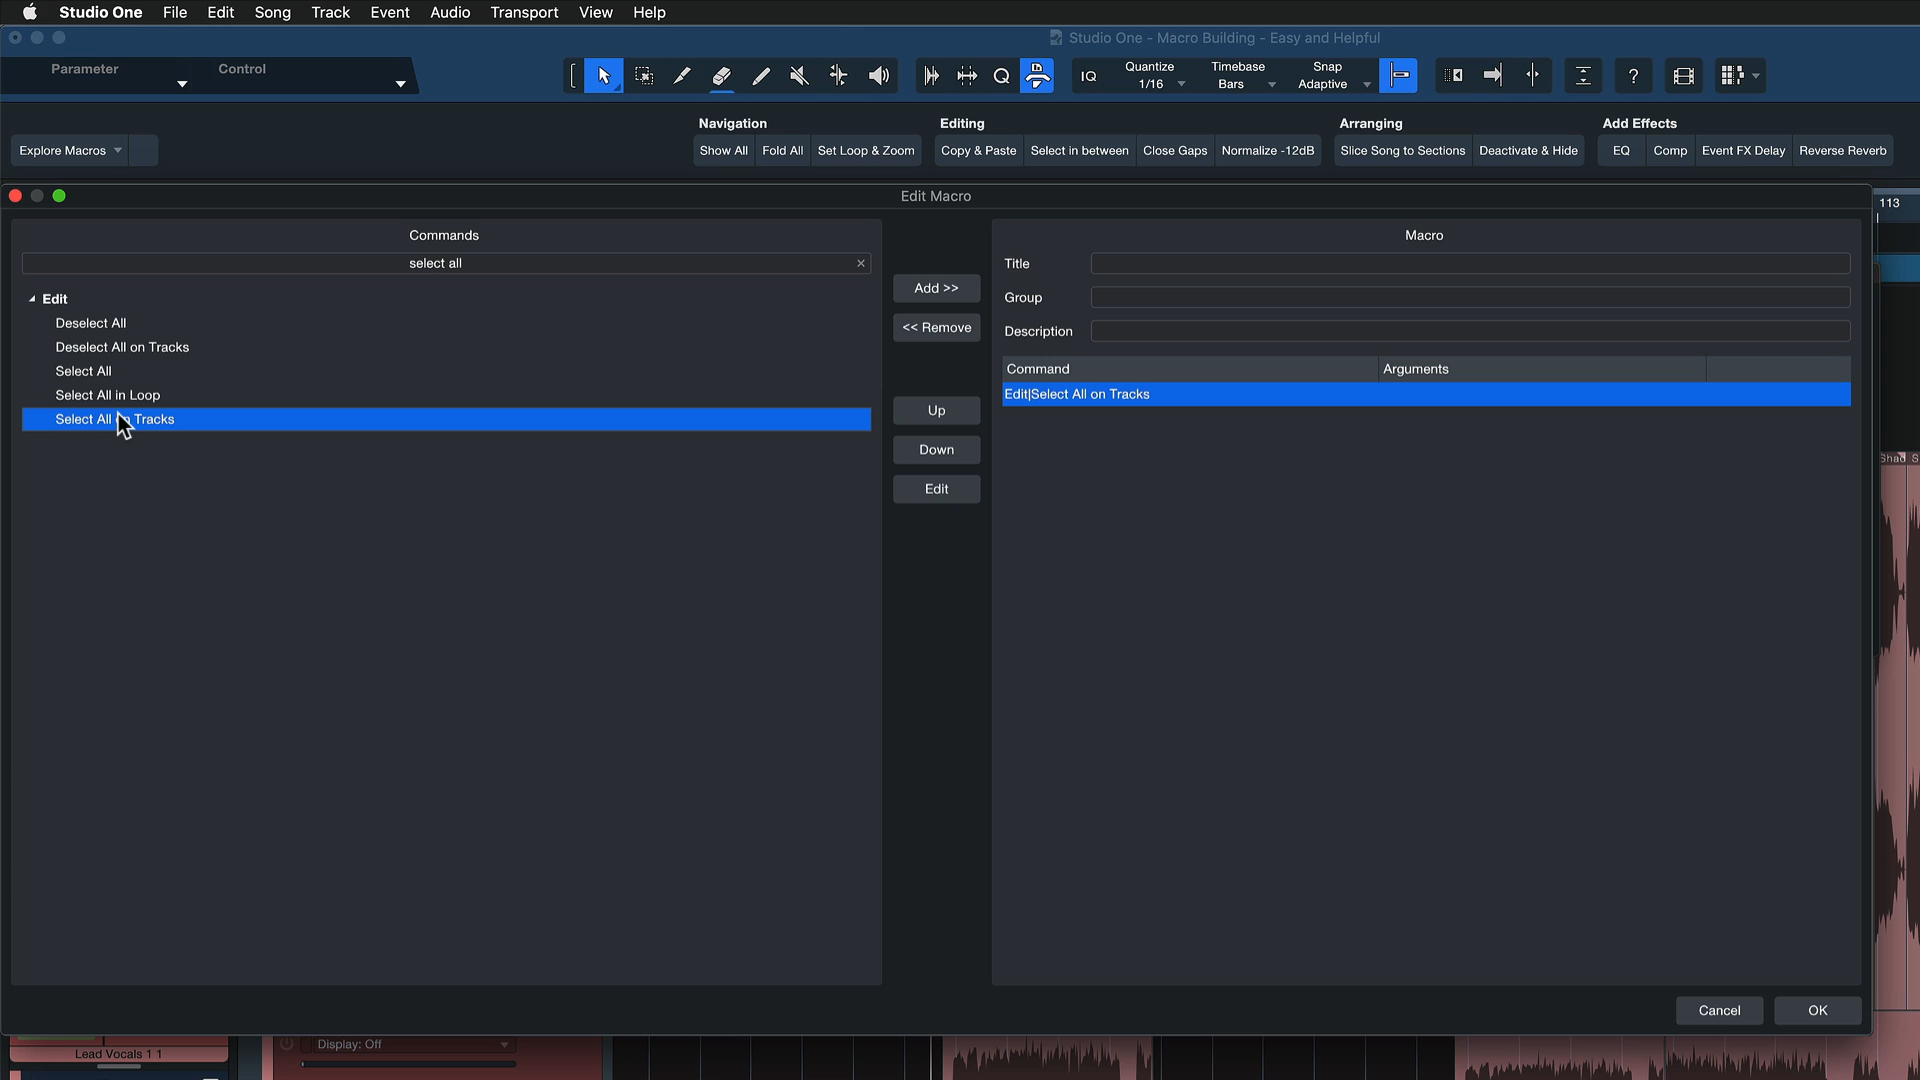 Studio One File Edit Song Track Event Audio Transport View Help
Studio One - Macro Building - Easy and Helpful
Parameter Control
IQ Quantize Timebase Snap
1/16 Bars Adaptive
?
Navigation Editing Arranging Add Effects
Explore Macros Show All Fold All Set Loop & Zoom Copy & Paste Select in between Close Gaps Normalize -12dB Slice Song to Sections Deactivate & Hide EQ Comp Event FX Delay Reverse Reverb
Edit Macro
113
Commands
select all
Edit
Deselect All
Deselect All on Tracks
Select All
Select All in Loop
Select All on Tracks
Add >>
<< Remove
Up
Down
Edit
Macro
Title
Group
Description
Command Arguments
Edit|Select All on Tracks
Shad S
Cancel OK
Lead Vocals 1 1
Display: Off